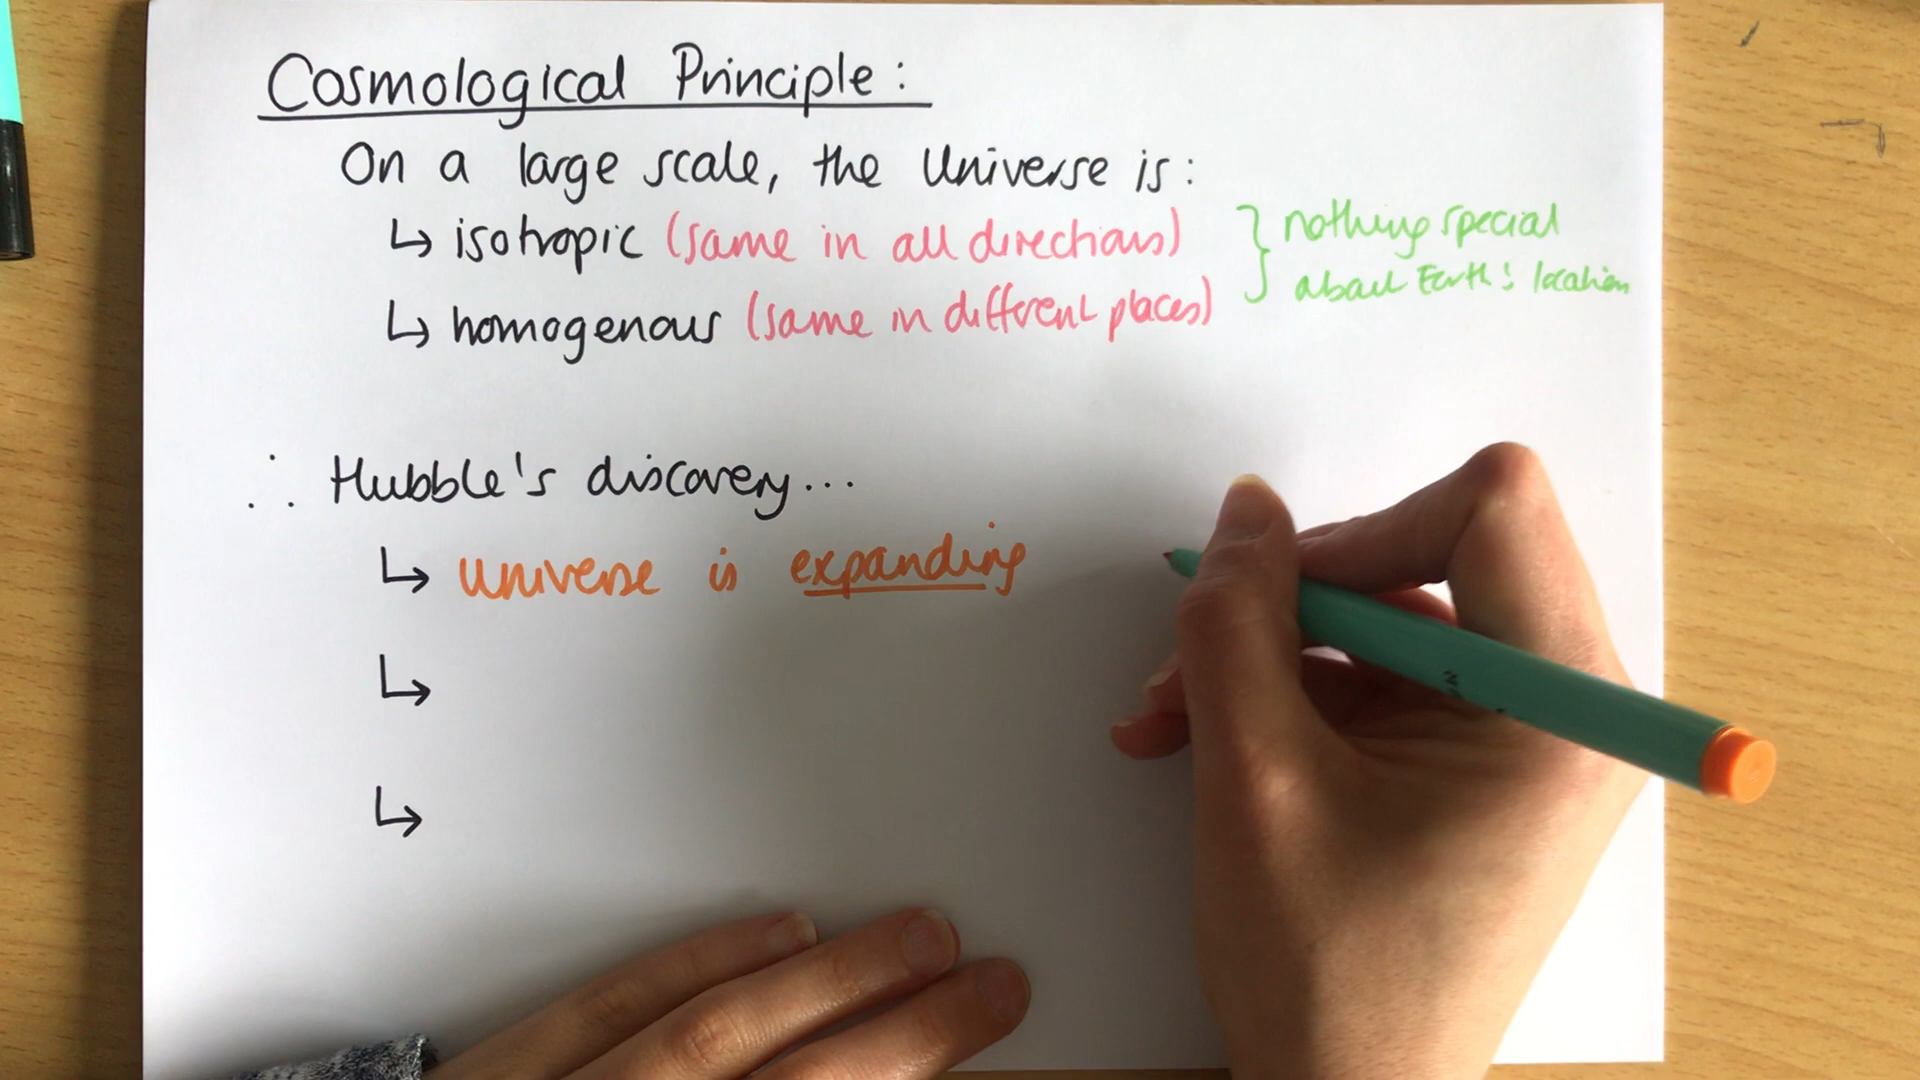 Cosmological Principle:
On a large scale, the Universe is:
↳ isotropic (same in all directions)
↳ homogenous (same in different places)
} nothing special
about Earth's location
∴ Hubble's discovery...
↳ universe is expanding
↳
↳